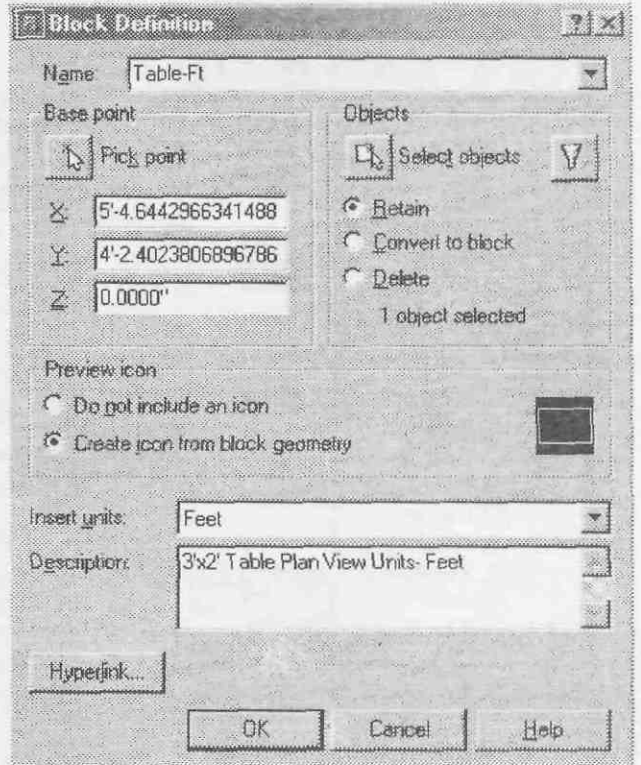 Block Definition
Name: Table-Ft
Base point
Pick point
X: 5'-4.6442966341488
Y: 4'-2.4023806896786
Z: 0.0000"
Objects
Select objects
Retain
Convert to block
Delete
1 object selected
Preview icon
Do not include an icon
Create icon from block geometry
Insert units: Feet
Description: 3'x2' Table Plan View Units- Feet
Hyperlink...
OK Cancel Help